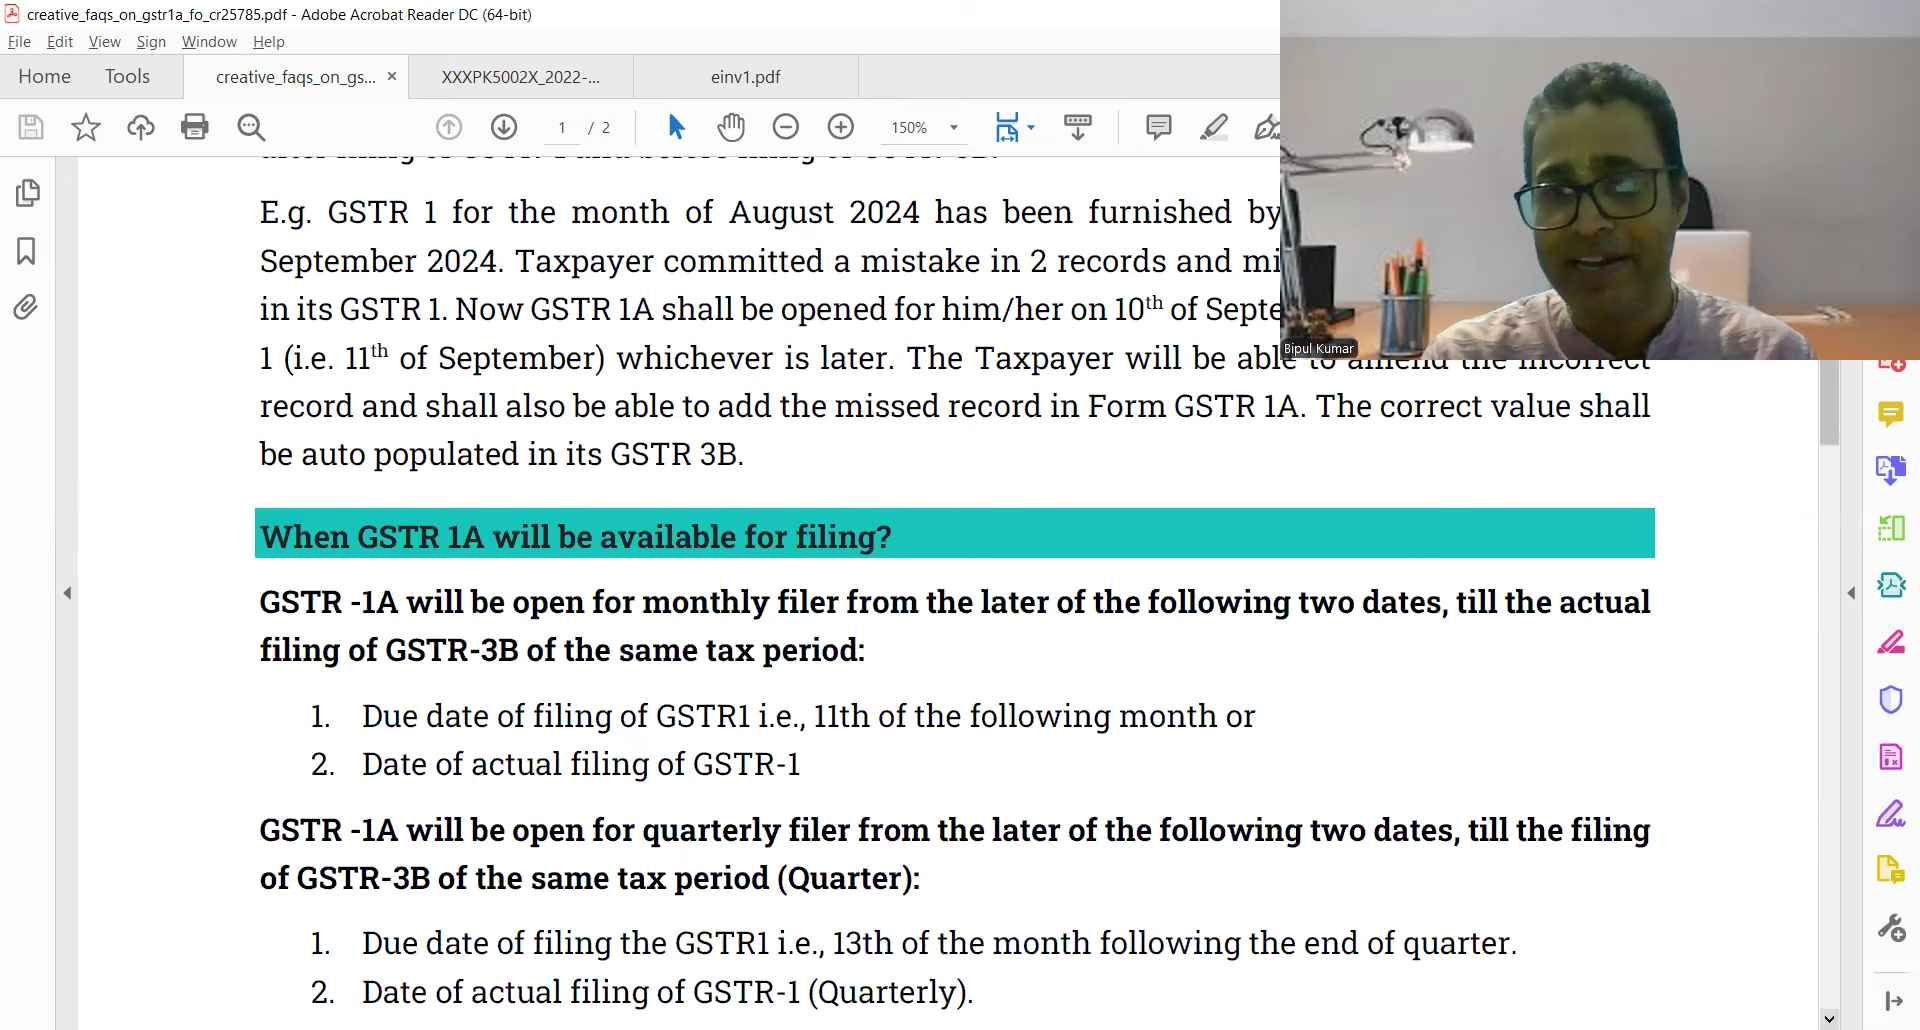 creative_faqs_on_gstr1a_fo_cr25785.pdf - Adobe Acrobat Reader DC (64-bit)
File Edit View Sign Window Help
Home Tools creative_faqs_on_gs... × XXXPK5002X_2022-... einv1.pdf
1 / 2 150%
E.g. GSTR 1 for the month of August 2024 has been furnished by
September 2024. Taxpayer committed a mistake in 2 records and mi
in its GSTR 1. Now GSTR 1A shall be opened for him/her on 10th of Septe
Bipul Kumar
1 (i.e. 11th of September) whichever is later. The Taxpayer will be able to amend the incorrect
record and shall also be able to add the missed record in Form GSTR 1A. The correct value shall
be auto populated in its GSTR 3B.
When GSTR 1A will be available for filing?
GSTR -1A will be open for monthly filer from the later of the following two dates, till the actual
filing of GSTR-3B of the same tax period:
1. Due date of filing of GSTR1 i.e., 11th of the following month or
2. Date of actual filing of GSTR-1
GSTR -1A will be open for quarterly filer from the later of the following two dates, till the filing
of GSTR-3B of the same tax period (Quarter):
1. Due date of filing the GSTR1 i.e., 13th of the month following the end of quarter.
2. Date of actual filing of GSTR-1 (Quarterly).